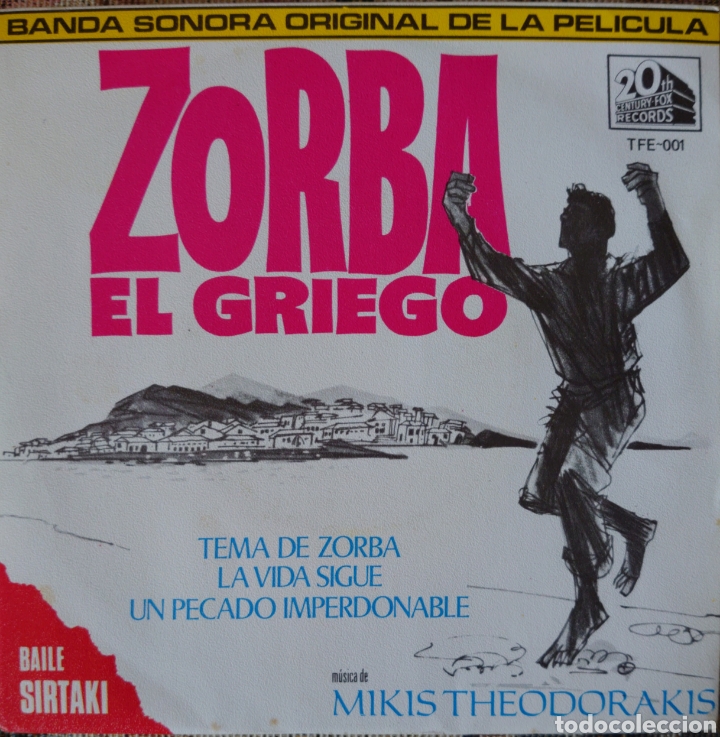 BANDA SONORA ORIGINAL DE LA PELICULA
ZORBA
EL GRIEGO
20th
CENTURY-FOX
RECORDS
TFE-001
TEMA DE ZORBA
LA VIDA SIGUE
UN PECADO IMPERDONABLE
BAILE
SIRTAKI
música de
MIKIS THEODORAKIS
todocoleccion